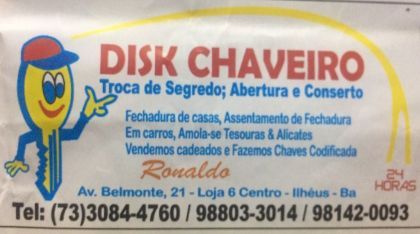 DISK CHAVEIRO
Troca de Segredo; Abertura e Conserto
Fechadura de casas, Assentamento de Fechadura
Em carros, Amola-se Tesouras & Alicates
Vendemos cadeados e Fazemos Chaves Codificada
Ronaldo
Av. Belmonte, 21 - Loja 6 Centro - Ilhéus - Ba
24 HORAS
Tel: (73)3084-4760 / 98803-3014 / 98142-0093